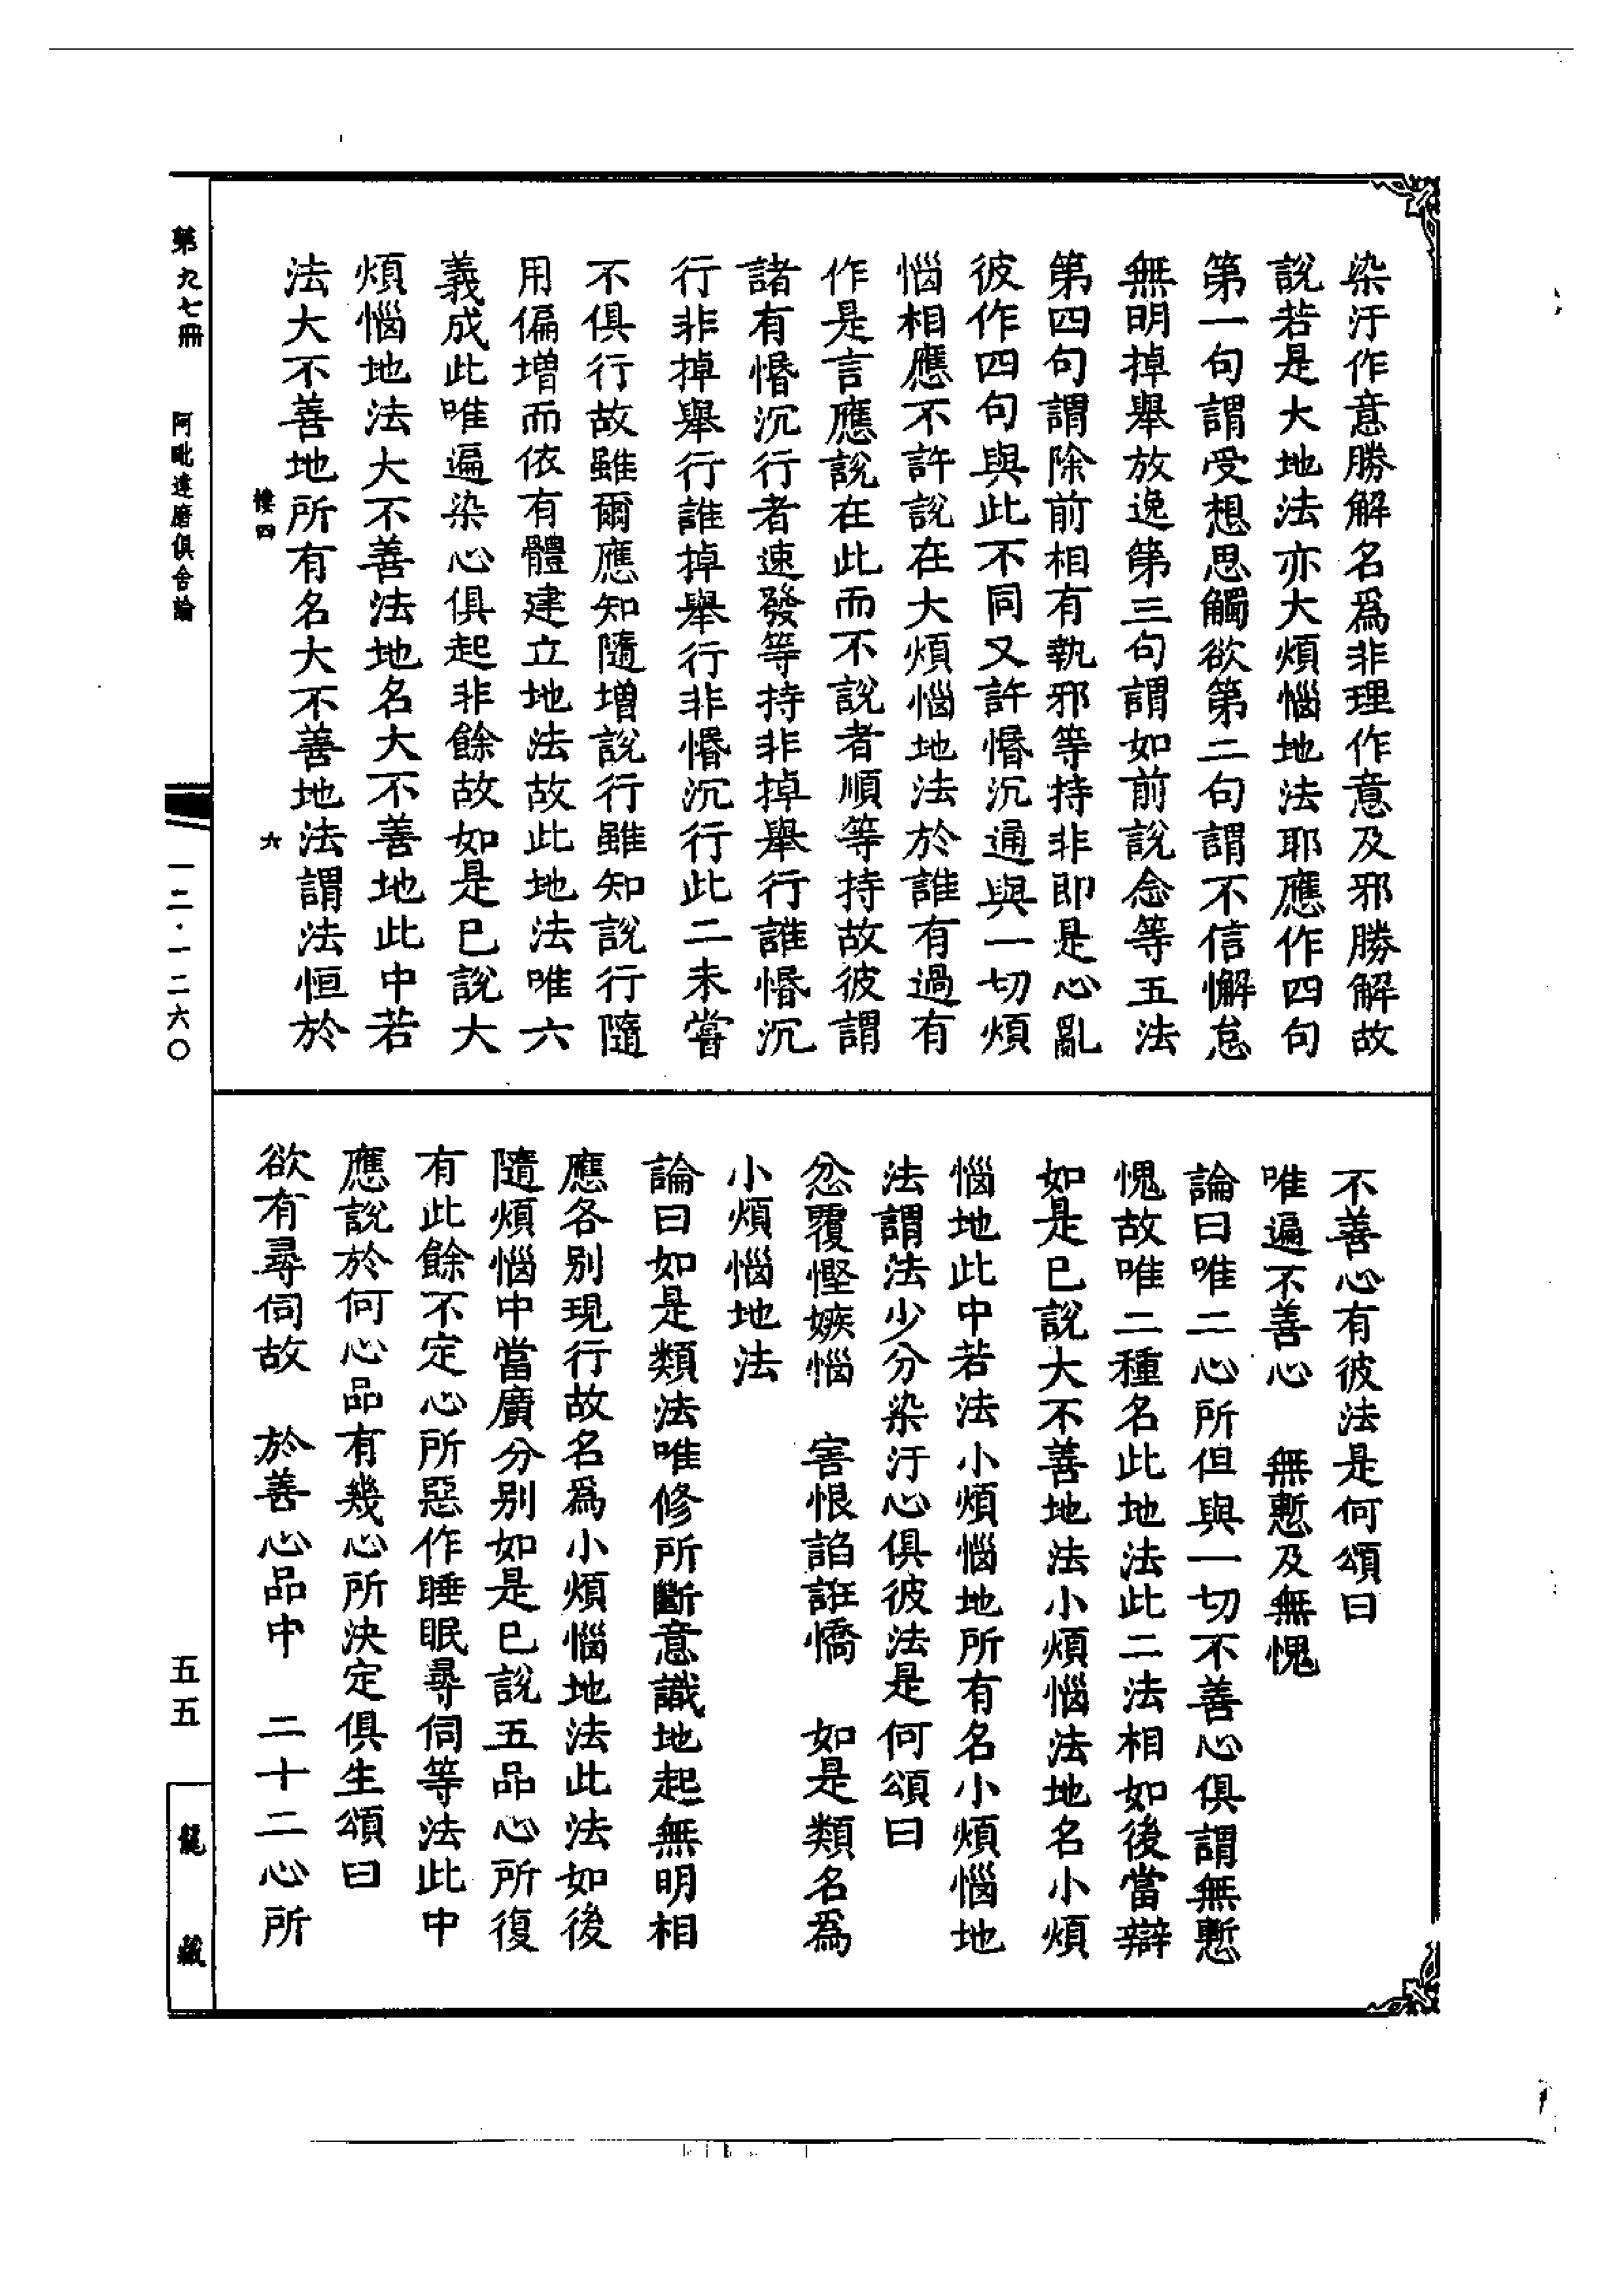 染汙作意勝解名爲非理作意及邪勝解故
說若是大地法亦大煩惱地法耶應作四句
第一句謂受想思觸欲第二句謂不信懈怠
無明掉舉放逸第三句謂如前說念等五法
第四句謂除前相有執邪等持非即是心亂
彼作四句與此不同又許惛沉通與一切煩
惱相應不許說在大煩惱地法於誰有過有
作是言應說在此而不說者順等持故彼謂
諸有惛沉行者速發等持非掉舉行誰惛沉
行非掉舉行誰掉舉行非惛沉行此二未嘗
不俱行故雖爾應知隨增說行雖知說行隨
用偏增而依有體建立地法故此地法唯六
義成此唯遍染心俱起非餘故如是已說大
煩惱地法大不善法地名大不善地此中若
法大不善地所有名大不善地法謂法恒於
不善心有彼法是何頌曰
唯遍不善心　無慙及無愧
論曰唯二心所但與一切不善心俱謂無慙
愧故唯二種名此地法此二法相如後當辯
如是已說大不善地法小煩惱法地名小煩
惱地此中若法小煩惱地所有名小煩惱地
法謂法少分染汙心俱彼法是何頌曰
忿覆慳嫉惱　害恨諂誑憍　如是類名爲
小煩惱地法
論曰如是類法唯修所斷意識地起無明相
應各別現行故名爲小煩惱地法此法如後
隨煩惱中當廣分別如是已說五品心所復
有此餘不定心所惡作睡眠尋伺等法此中
應說於何心品有幾心所決定俱生頌曰
欲有尋伺故　於善心品中　二十二心所
樓四　六
第九七冊　阿毗達磨俱舍論　一二·一二六〇　五五　龍藏